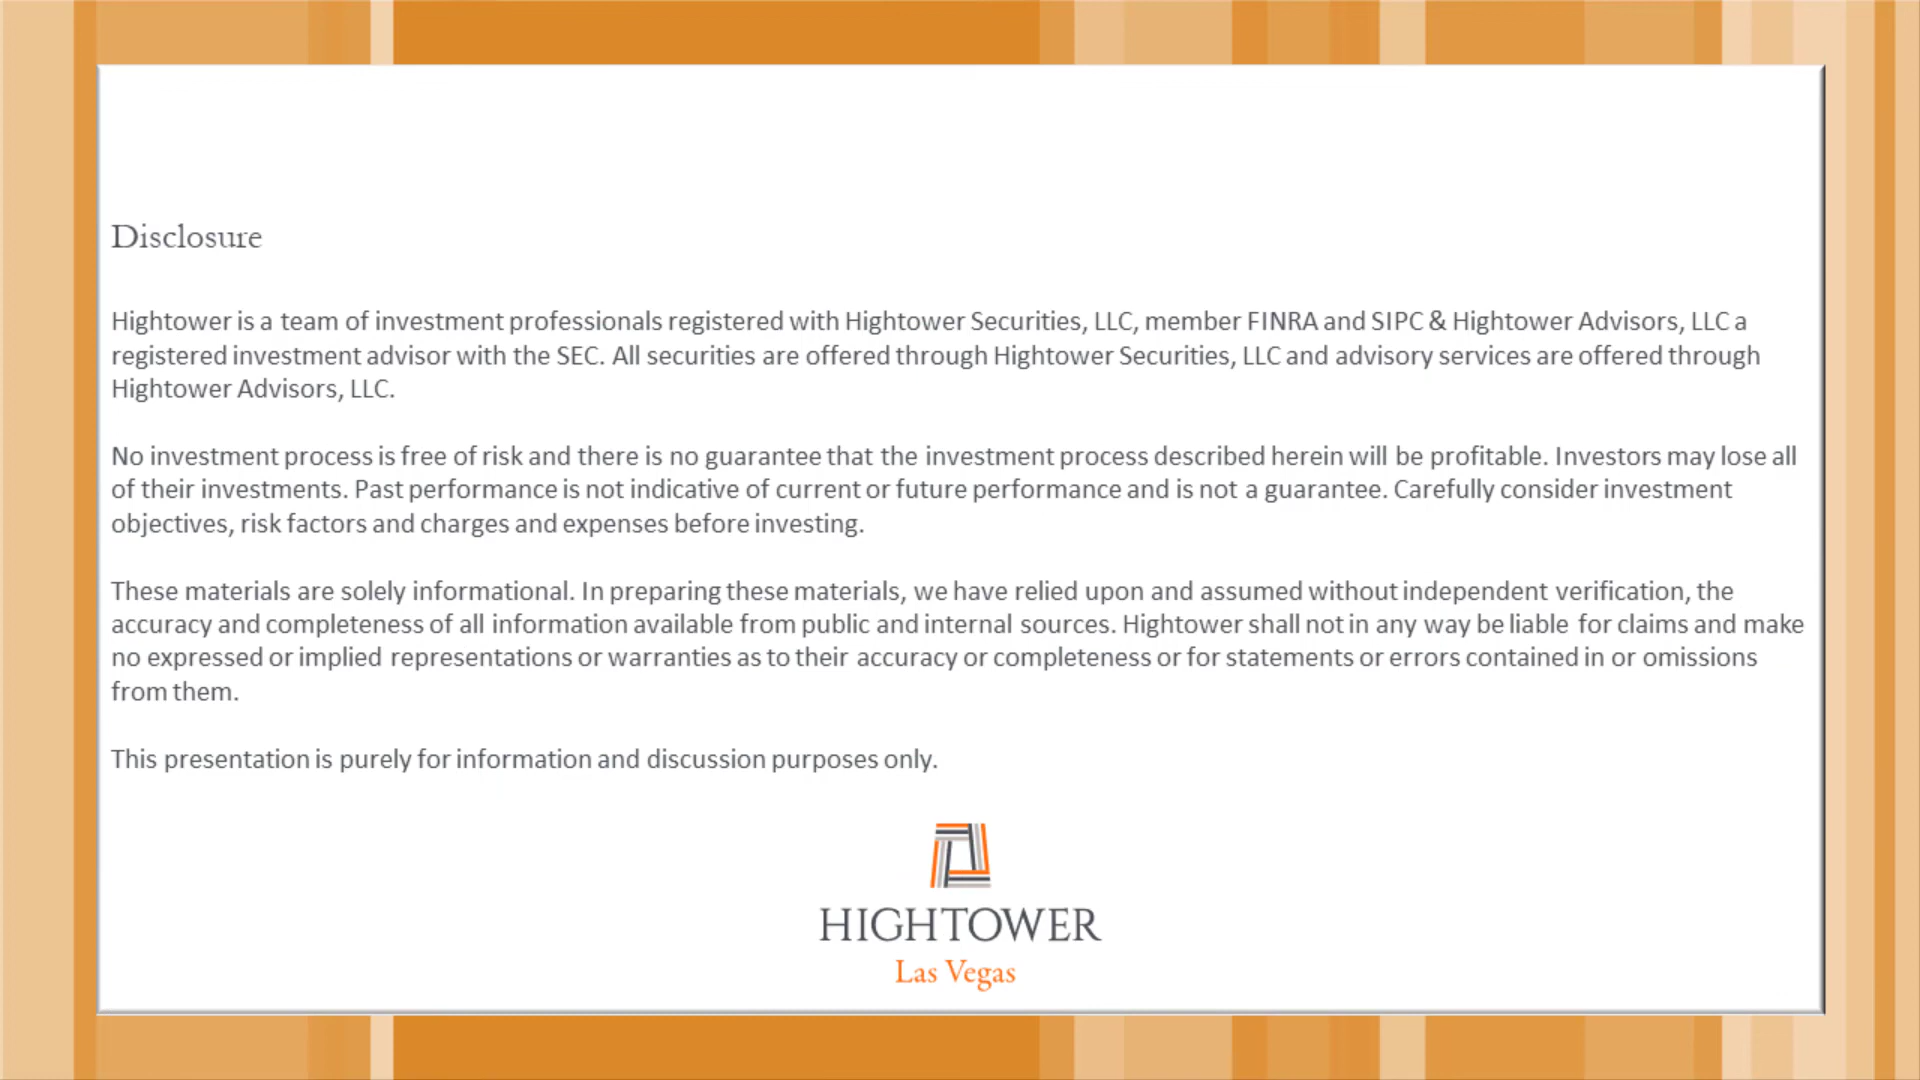 Disclosure
Hightower is a team of investment professionals registered with Hightower Securities, LLC, member FINRA and SIPC & Hightower Advisors, LLC a
registered investment advisor with the SEC. All securities are offered through Hightower Securities, LLC and advisory services are offered through
Hightower Advisors, LLC.
No investment process is free of risk and there is no guarantee that the investment process described herein will be profitable. Investors may lose all
of their investments. Past performance is not indicative of current or future performance and is not a guarantee. Carefully consider investment
objectives, risk factors and charges and expenses before investing.
These materials are solely informational. In preparing these materials, we have relied upon and assumed without independent verification, the
accuracy and completeness of all information available from public and internal sources. Hightower shall not in any way be liable for claims and make
no expressed or implied representations or warranties as to their accuracy or completeness or for statements or errors contained in or omissions
from them.
This presentation is purely for information and discussion purposes only.
HIGHTOWER
Las Vegas